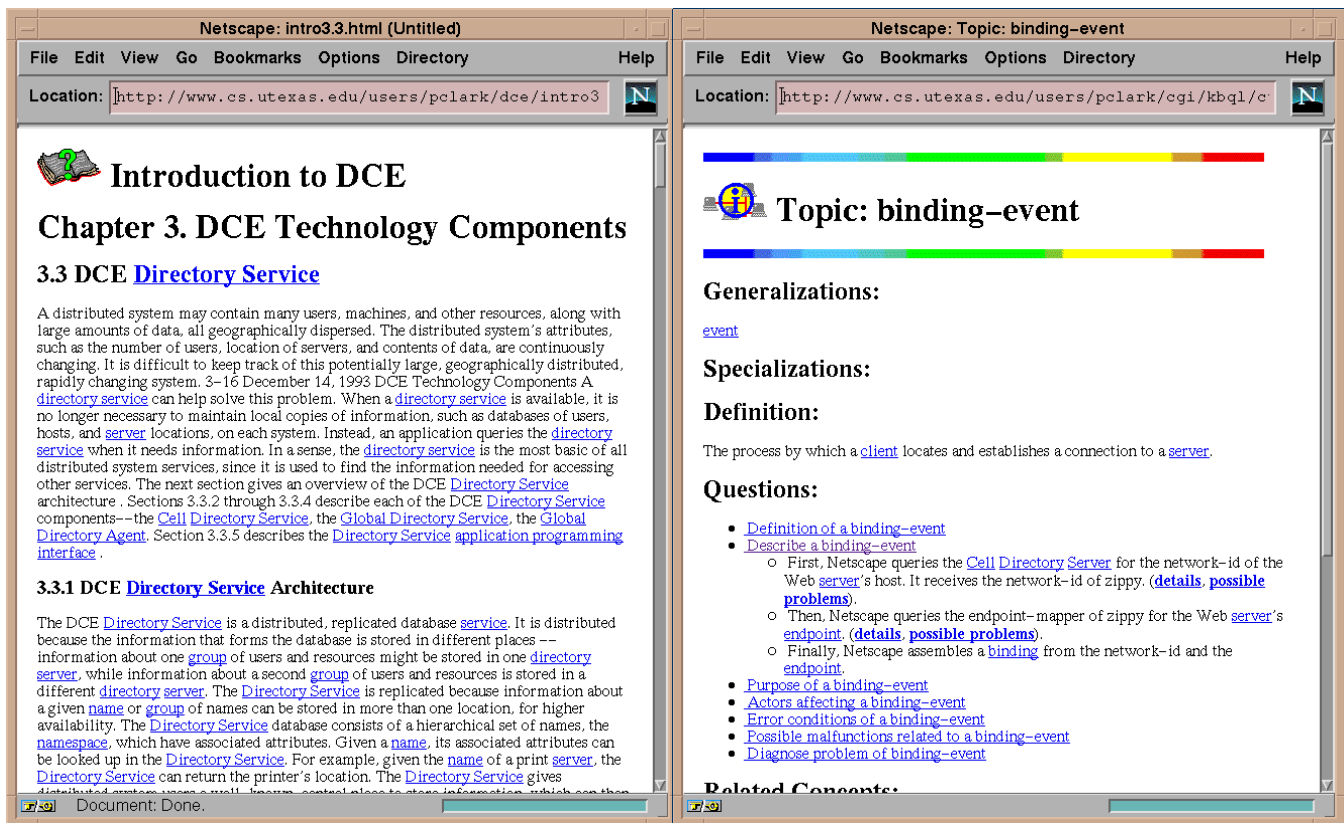 Netscape: intro3.3.html (Untitled)
File Edit View Go Bookmarks Options Directory Help
Location: http://www.cs.utexas.edu/users/pclark/dce/intro3
N
Introduction to DCE
Chapter 3. DCE Technology Components
3.3 DCE Directory Service
A distributed system may contain many users, machines, and other resources, along with
large amounts of data, all geographically dispersed. The distributed system's attributes,
such as the number of users, location of servers, and contents of data, are continuously
changing. It is difficult to keep track of this potentially large, geographically distributed,
rapidly changing system. 3-16 December 14, 1993 DCE Technology Components A
directory service can help solve this problem. When a directory service is available, it is
no longer necessary to maintain local copies of information, such as databases of users,
hosts, and server locations, on each system. Instead, an application queries the directory
service when it needs information. In a sense, the directory service is the most basic of all
distributed system services, since it is used to find the information needed for accessing
other services. The next section gives an overview of the DCE Directory Service
architecture . Sections 3.3.2 through 3.3.4 describe each of the DCE Directory Service
components--the Cell Directory Service, the Global Directory Service, the Global
Directory Agent. Section 3.3.5 describes the Directory Service application programming
interface .
3.3.1 DCE Directory Service Architecture
The DCE Directory Service is a distributed, replicated database service. It is distributed
because the information that forms the database is stored in different places --
information about one group of users and resources might be stored in one directory
server, while information about a second group of users and resources is stored in a
different directory server. The Directory Service is replicated because information about
a given name or group of names can be stored in more than one location, for higher
availability. The Directory Service database consists of a hierarchical set of names, the
namespace, which have associated attributes. Given a name, its associated attributes can
be looked up in the Directory Service. For example, given the name of a print server, the
Directory Service can return the printer's location. The Directory Service gives
distributed system users a well-known, central place to store information, which can then
Document: Done.
Netscape: Topic: binding-event
File Edit View Go Bookmarks Options Directory Help
Location: http://www.cs.utexas.edu/users/pclark/cgi/kbql/c
N
Topic: binding-event
Generalizations:
event
Specializations:
Definition:
The process by which a client locates and establishes a connection to a server.
Questions:
Definition of a binding-event
Describe a binding-event
First, Netscape queries the Cell Directory Server for the network-id of the
Web server's host. It receives the network-id of zippy. (details, possible
problems).
Then, Netscape queries the endpoint-mapper of zippy for the Web server's
endpoint. (details, possible problems).
Finally, Netscape assembles a binding from the network-id and the
endpoint.
Purpose of a binding-event
Actors affecting a binding-event
Error conditions of a binding-event
Possible malfunctions related to a binding-event
Diagnose problem of binding-event
Related Concepts: